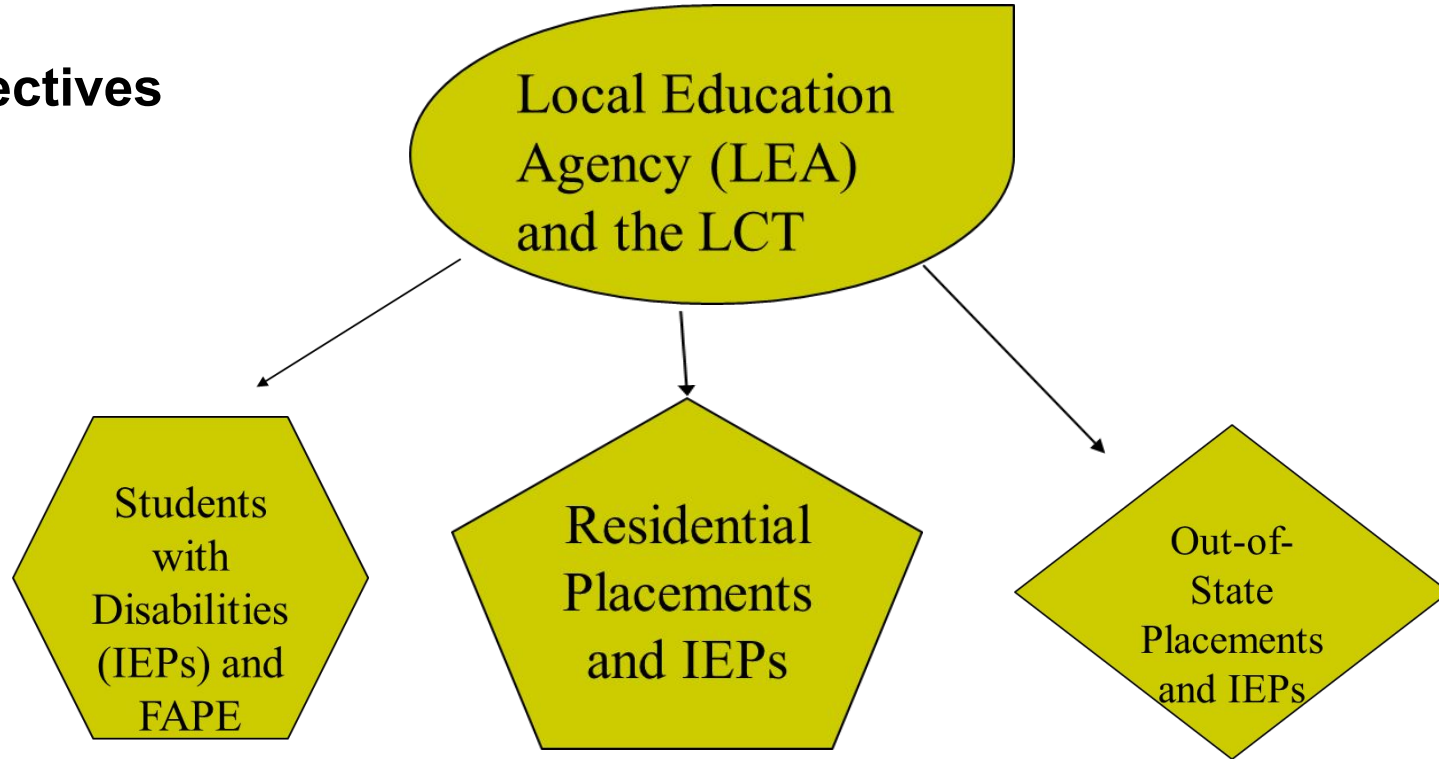 ectives
Local Education
Agency (LEA)
and the LCT
Students
with
Disabilities
(IEPs) and
FAPE
Residential
Placements
and IEPs
Out-of-
State
Placements
and IEPs